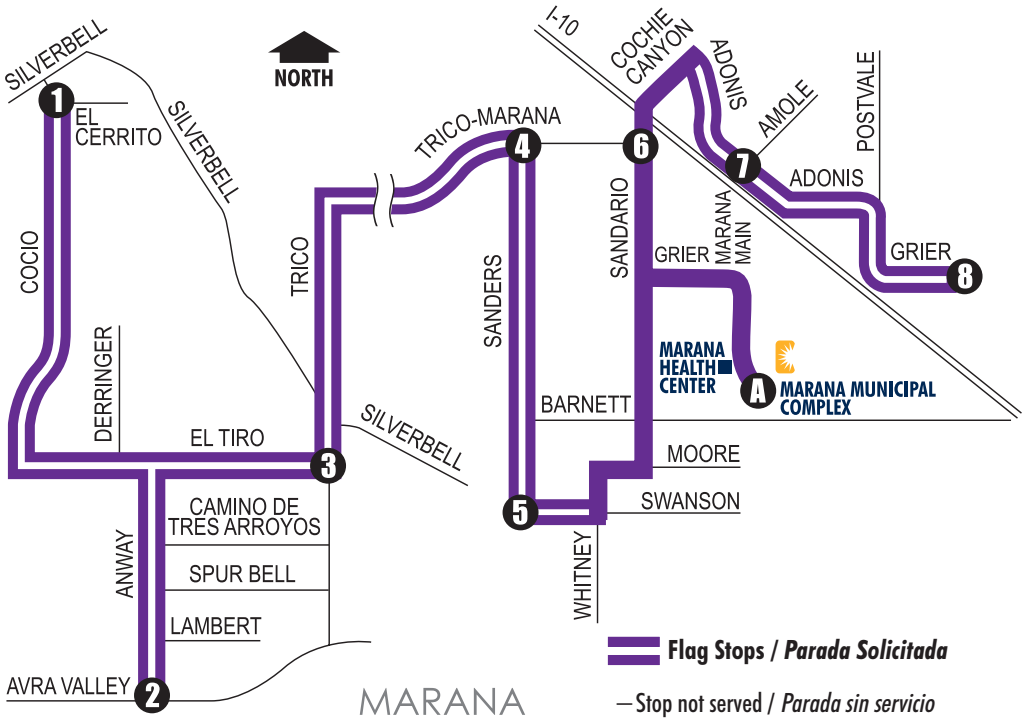 SILVERBELL
1
EL
CERRITO
SILVERBELL
NORTH
I-10
COCHIE
CANYON
ADONIS
AMOLE
POSTVALE
TRICO-MARANA
4
6
7
ADONIS
COCIO
TRICO
SANDERS
SANDARIO
GRIER
MARANA
MAIN
GRIER
8
DERRINGER
MARANA
HEALTH
CENTER
A
MARANA MUNICIPAL
COMPLEX
BARNETT
EL TIRO
3
SILVERBELL
MOORE
SWANSON
5
WHITNEY
CAMINO DE
TRES ARROYOS
ANWAY
SPUR BELL
LAMBERT
AVRA VALLEY
2
MARANA
Flag Stops / Parada Solicitada
– Stop not served / Parada sin servicio